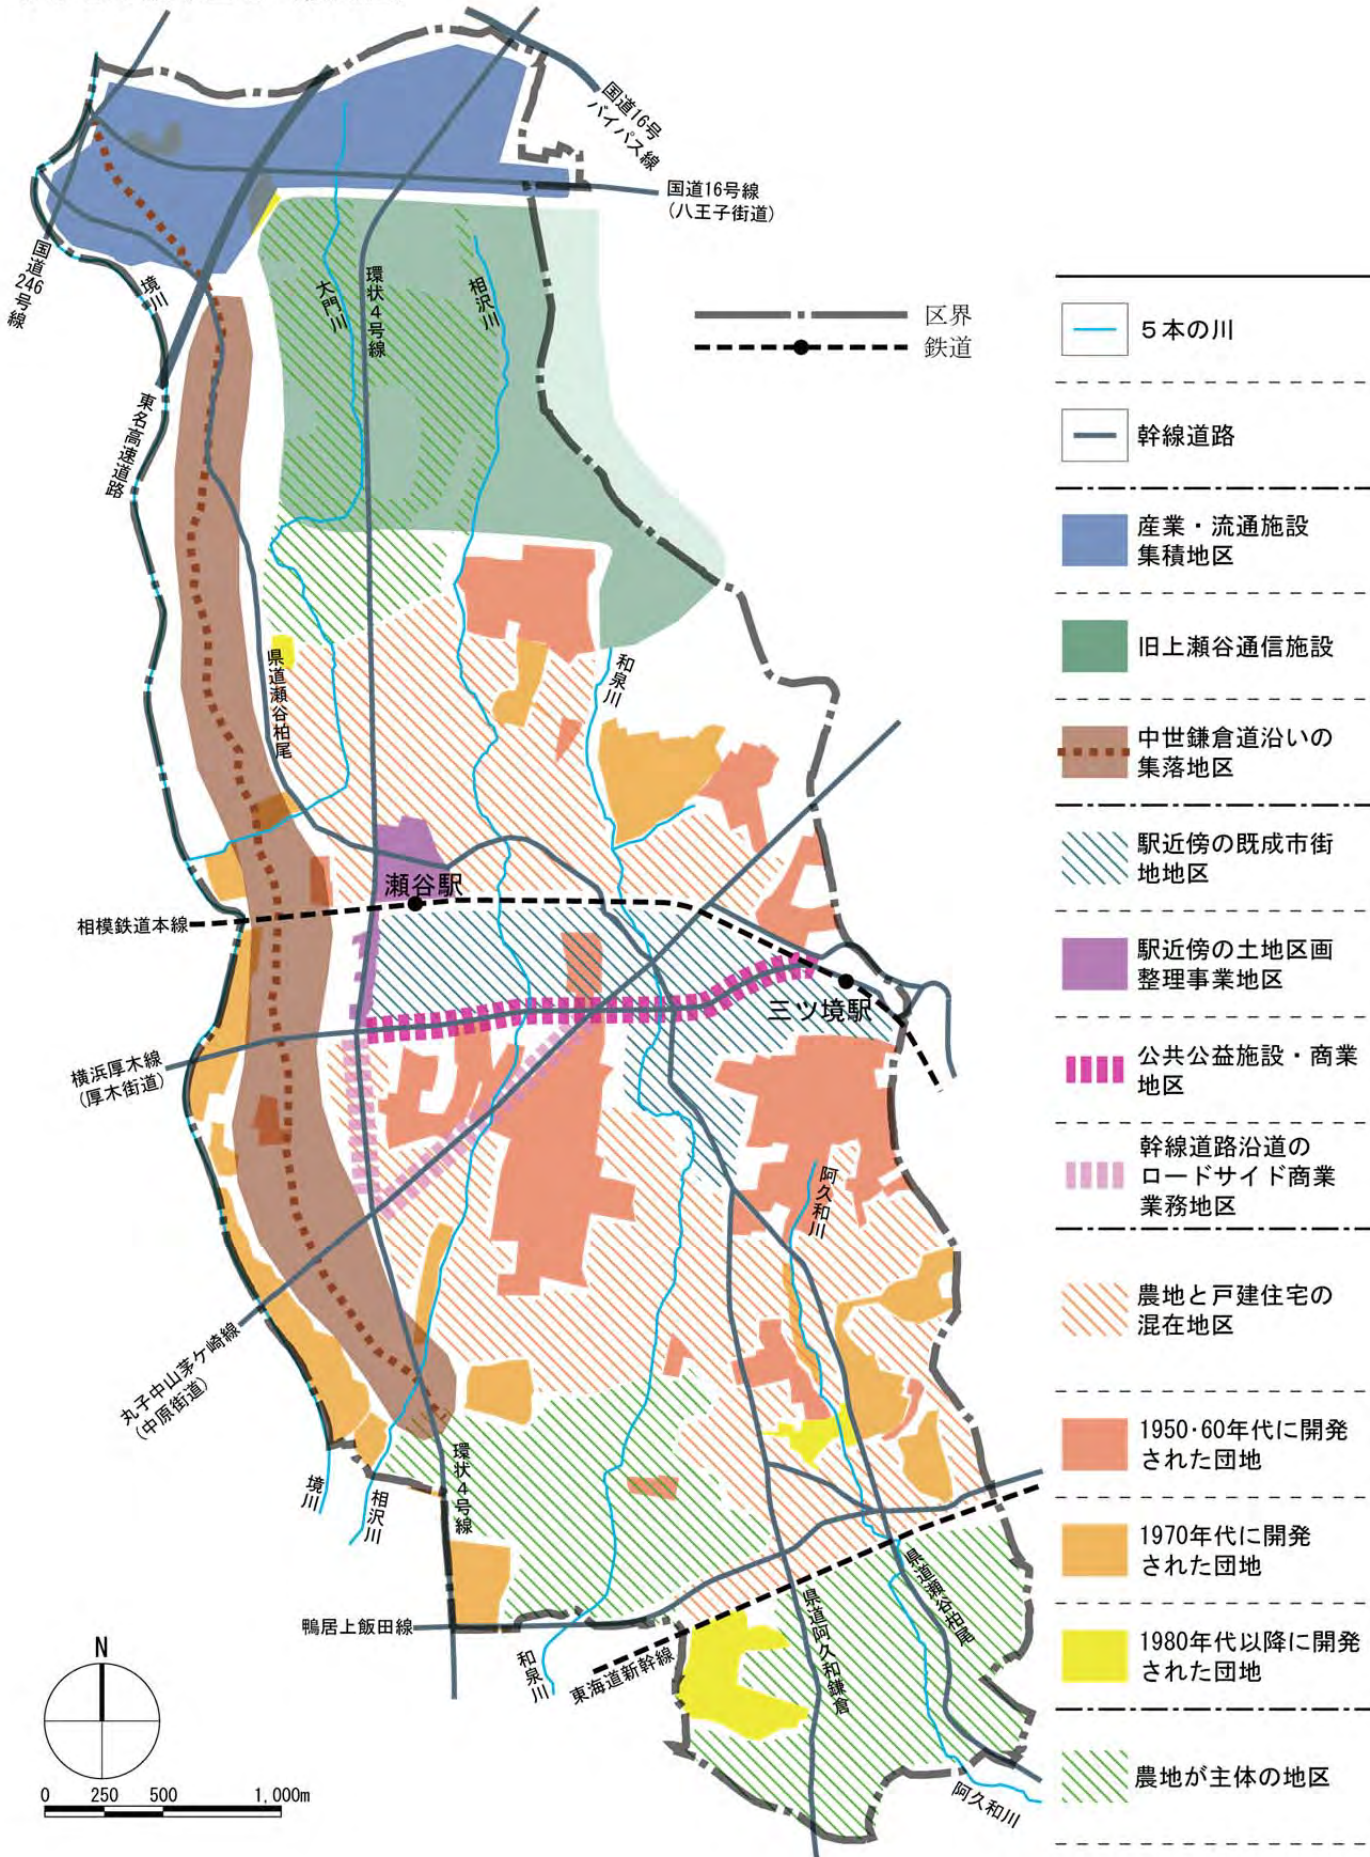 国道16号
バイパス線
国道16号線
(八王子街道)
国道
246
号線
境川
大門川
環状4号線
相沢川
東名高速道路
区界
鉄道
県道瀬谷柏尾
和泉川
瀬谷駅
相模鉄道本線
三ツ境駅
横浜厚木線
(厚木街道)
阿久和川
丸子中山茅ケ崎線
(中原街道)
境川
相沢川
環状4号線
鴨居上飯田線
和泉川
東海道新幹線
県道阿久和鎌倉
県道瀬谷柏尾
阿久和川
N
0 250 500 1,000m
5本の川
幹線道路
産業・流通施設
集積地区
旧上瀬谷通信施設
中世鎌倉道沿いの
集落地区
駅近傍の既成市街
地地区
駅近傍の土地区画
整理事業地区
公共公益施設・商業
地区
幹線道路沿道の
ロードサイド商業
業務地区
農地と戸建住宅の
混在地区
1950・60年代に開発
された団地
1970年代に開発
された団地
1980年代以降に開発
された団地
農地が主体の地区